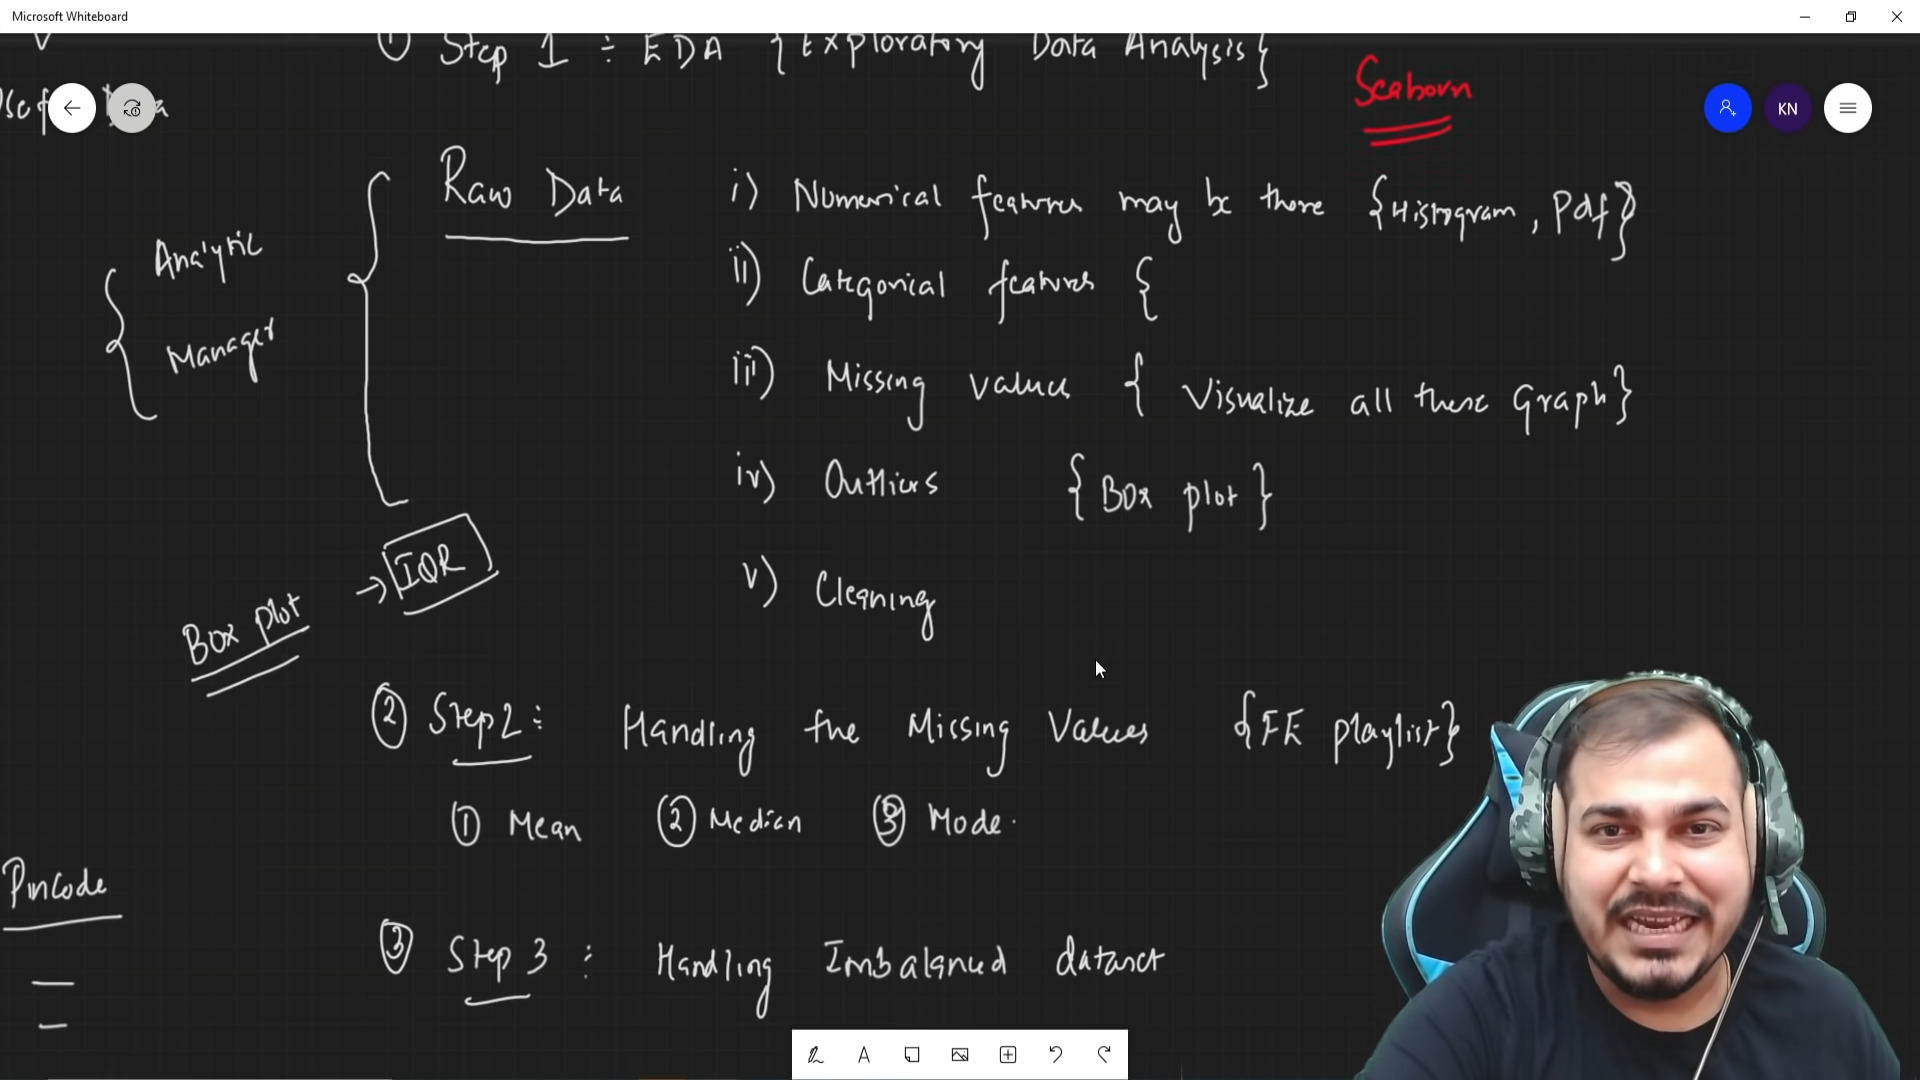 Microsoft Whiteboard
① Step 1 ÷ EDA {Exploratory Data Analysis}
Seaborn
KN
Raw Data
i) Numerical features may be there {Histogram, Pdf}
Analytic
ii) Categorical features {
Manager
iii) Missing values { Visualize all these Graph}
iv) Outliers {Box plot}
Box plot → IQR
v) Cleaning
② Step2 : Handling the Missing Values {FE playlist}
① Mean ② Median ③ Mode.
Pincode
③ Step 3 : Handling Imbalanced dataset